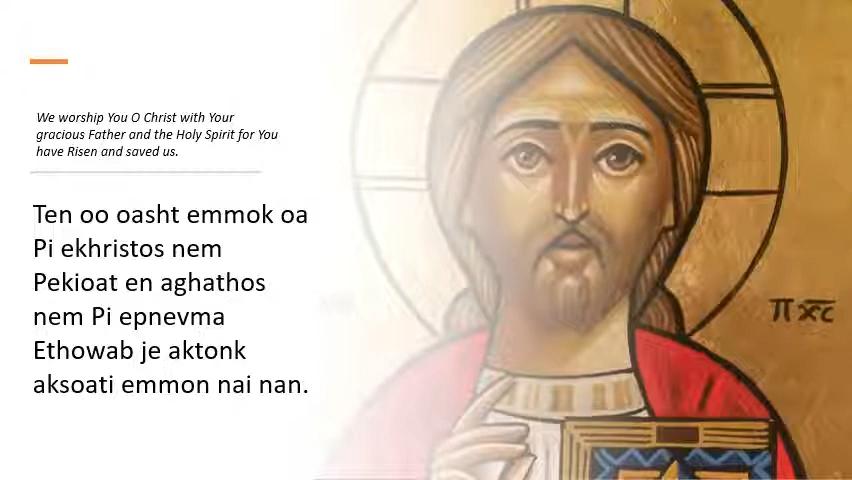 We worship You O Christ with Your
gracious Father and the Holy Spirit for You
have Risen and saved us.
Ten oo oasht emmok oa
Pi ekhristos nem
Pekioat en aghathos
nem Pi epnevma
Ethowab je aktonk
aksoati emmon nai nan.
Ⲡⲭ̅ⲥ̅